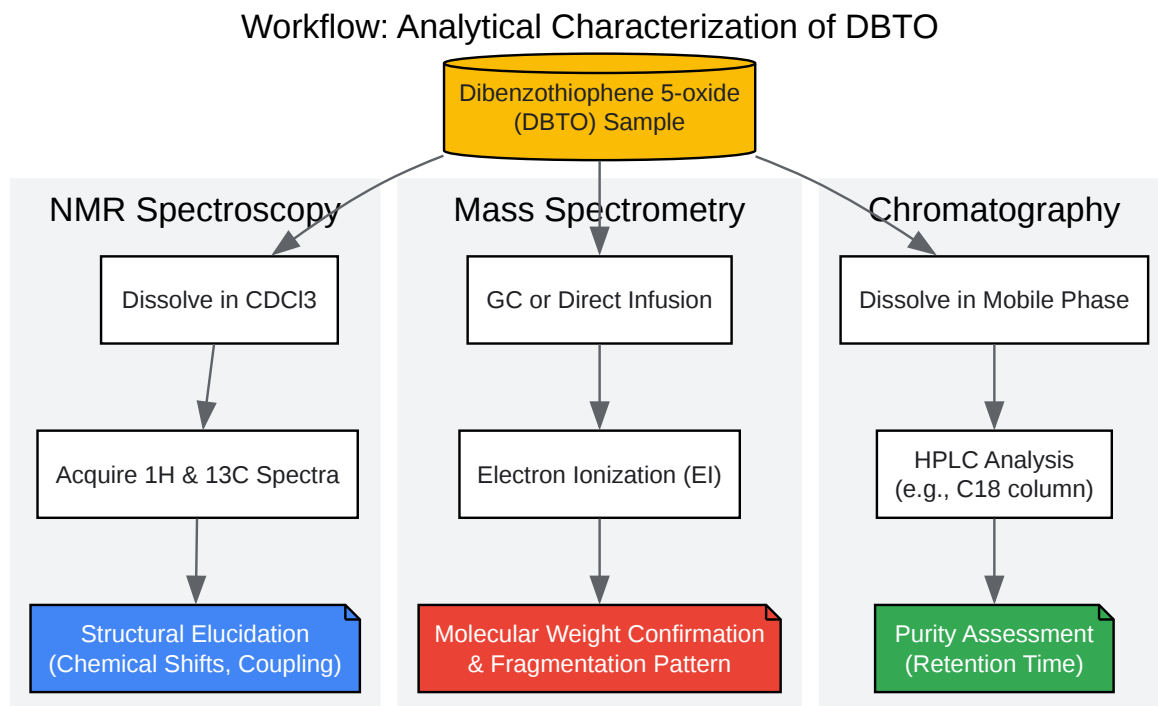 Workflow: Analytical Characterization of DBTO
Dibenzothiophene 5-oxide
(DBTO) Sample
NMR Spectroscopy
Dissolve in CDCl3
Acquire 1H & 13C Spectra
Structural Elucidation
(Chemical Shifts, Coupling)
Mass Spectrometry
GC or Direct Infusion
Electron Ionization (EI)
Molecular Weight Confirmation
& Fragmentation Pattern
Chromatography
Dissolve in Mobile Phase
HPLC Analysis
(e.g., C18 column)
Purity Assessment
(Retention Time)